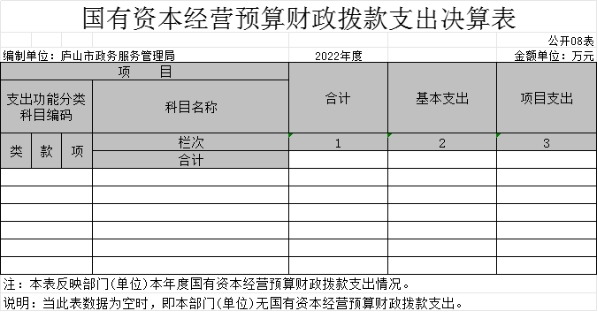 国有资本经营预算财政拨款支出决算表
公开08表
编制单位：庐山市政务服务管理局 2022年度 金额单位：万元
项 目 合计 基本支出 项目支出
支出功能分类科目编码 科目名称
类 款 项 栏次 1 2 3
合计
注：本表反映部门(单位)本年度国有资本经营预算财政拨款支出情况。
说明：当此表数据为空时，即本部门(单位)无国有资本经营预算财政拨款支出。